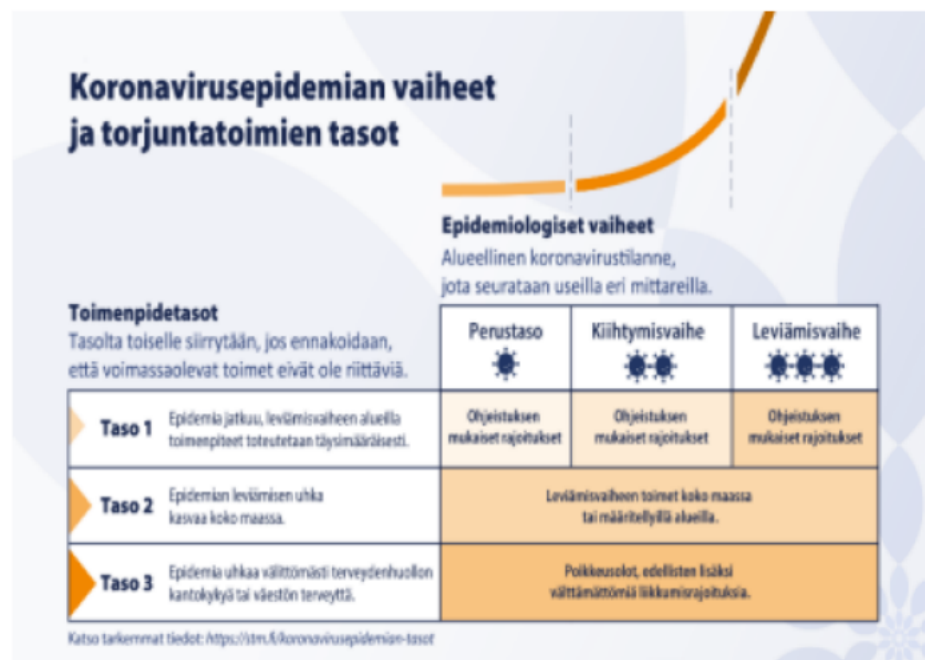 Koronavirusepidemian vaiheet
ja torjuntatoimien tasot
Epidemiologiset vaiheet
Alueellinen koronavirustilanne,
jota seurataan useilla eri mittareilla.
Toimenpidetasot
Tasolta toiselle siirrytään, jos ennakoidaan,
että voimassaolevat toimet eivät ole riittäviä.
Perustaso
Kiihtymisvaihe
Leviämisvaihe
Taso 1
Epidemia jatkuu, leviämisvaiheen alueilla
toimenpiteet toteutetaan täysimääräisesti.
Ohjeistuksen
mukaiset rajoitukset
Ohjeistuksen
mukaiset rajoitukset
Ohjeistuksen
mukaiset rajoitukset
Taso 2
Epidemian leviämisen uhka
kasvaa koko maassa.
Leviämisvaiheen toimet koko maassa
tai määritellyillä alueilla.
Taso 3
Epidemia uhkaa välittömästi terveydenhuollon
kantokykyä tai väestön terveyttä.
Poikkeusolot, edellisten lisäksi
välttämättömiä liikkumisrajoituksia.
Katso tarkemmat tiedot: https://stm.fi/koronavirusepidemian-tasot